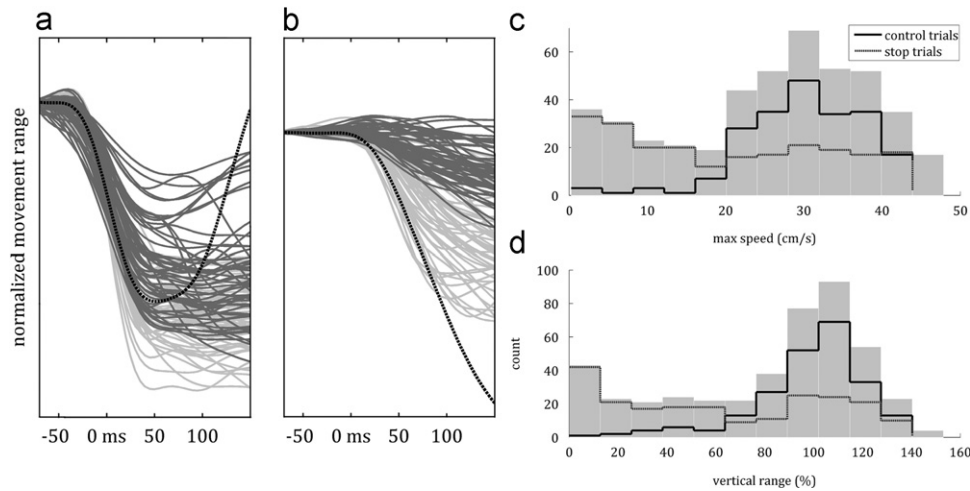 a
b
c
d
normalized movement range
-50 0 ms 50 100
-50 0 ms 50 100
control trials
stop trials
60
40
20
0
0 10 20 30 40 50
max speed (cm/s)
count
100
80
60
40
20
0
0 20 40 60 80 100 120 140 160
vertical range (%)